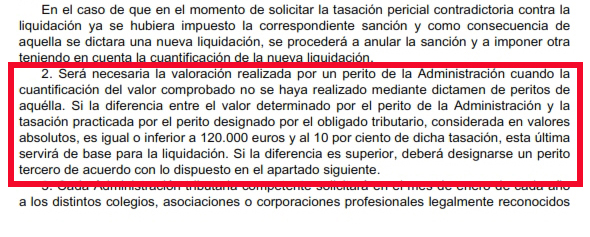 En el caso de que en el momento de solicitar la tasación pericial contradictoria contra la
liquidación ya se hubiera impuesto la correspondiente sanción y como consecuencia de
aquella se dictara una nueva liquidación, se procederá a anular la sanción y a imponer otra
teniendo en cuenta la cuantificación de la nueva liquidación.
2. Será necesaria la valoración realizada por un perito de la Administración cuando la
cuantificación del valor comprobado no se haya realizado mediante dictamen de peritos de
aquélla. Si la diferencia entre el valor determinado por el perito de la Administración y la
tasación practicada por el perito designado por el obligado tributario, considerada en valores
absolutos, es igual o inferior a 120.000 euros y al 10 por ciento de dicha tasación, esta última
servirá de base para la liquidación. Si la diferencia es superior, deberá designarse un perito
tercero de acuerdo con lo dispuesto en el apartado siguiente.
3. Cada Administración tributaria competente solicitará en el mes de enero de cada año
a los distintos colegios, asociaciones o corporaciones profesionales legalmente reconocidos